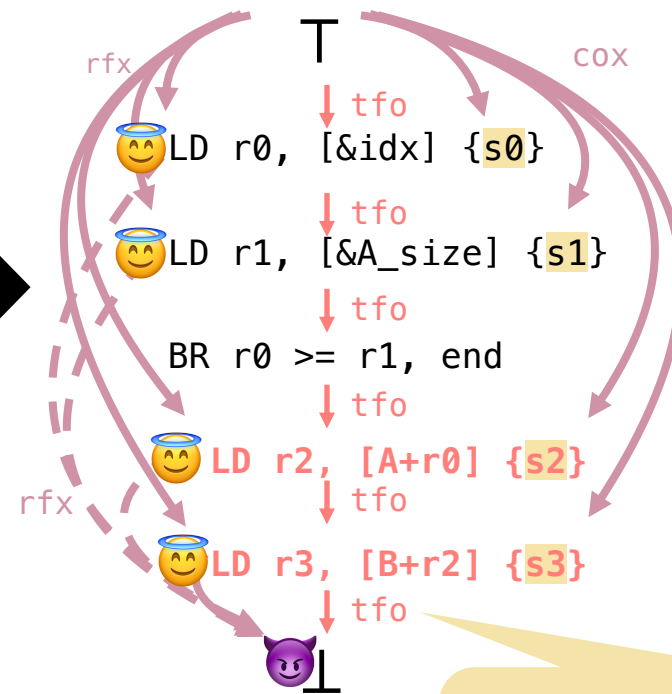 ⊤
rfx
cox
tfo
LD r0, [&idx] {s0}
tfo
LD r1, [&A_size] {s1}
tfo
BR r0 >= r1, end
tfo
LD r2, [A+r0] {s2}
rfx
tfo
LD r3, [B+r2] {s3}
tfo
⊥